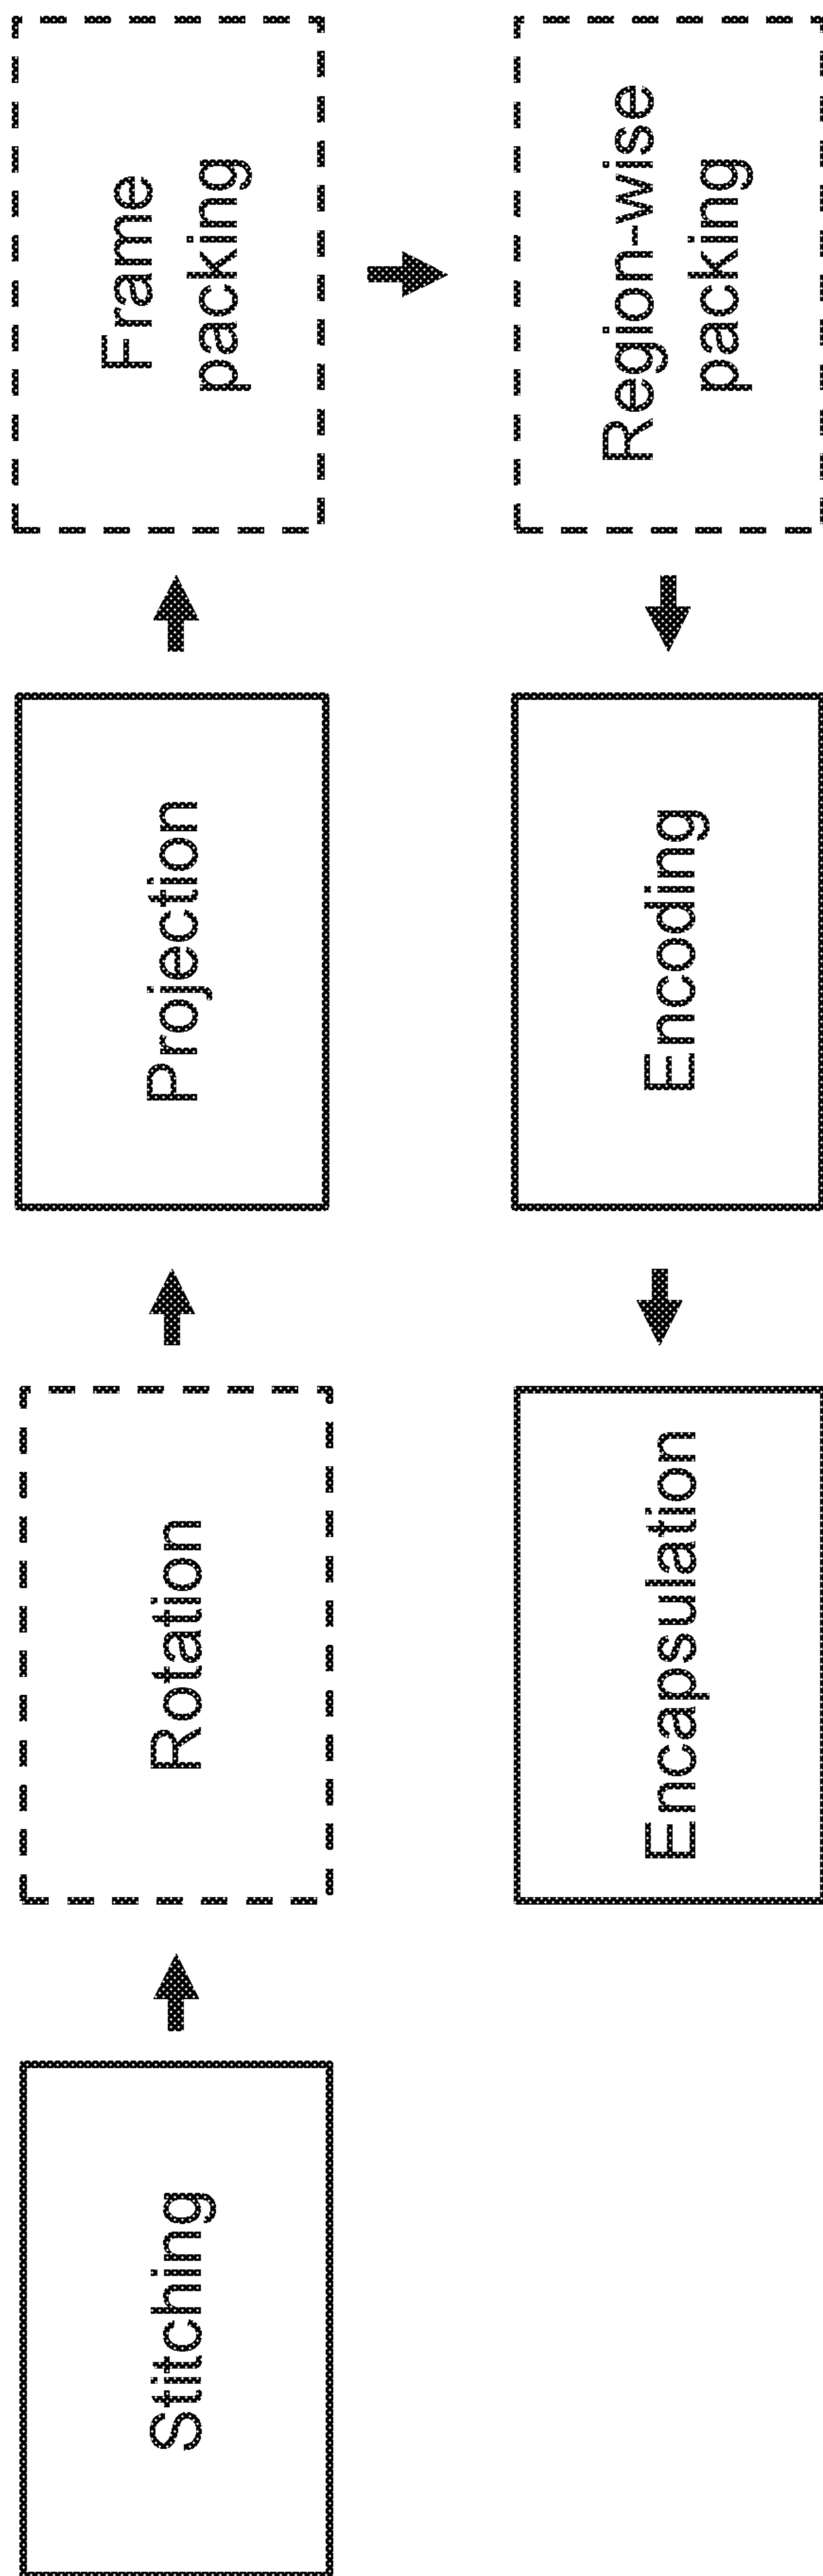 Stitching
Rotation
Projection
Frame
packing
Region-wise
packing
Encoding
Encapsulation